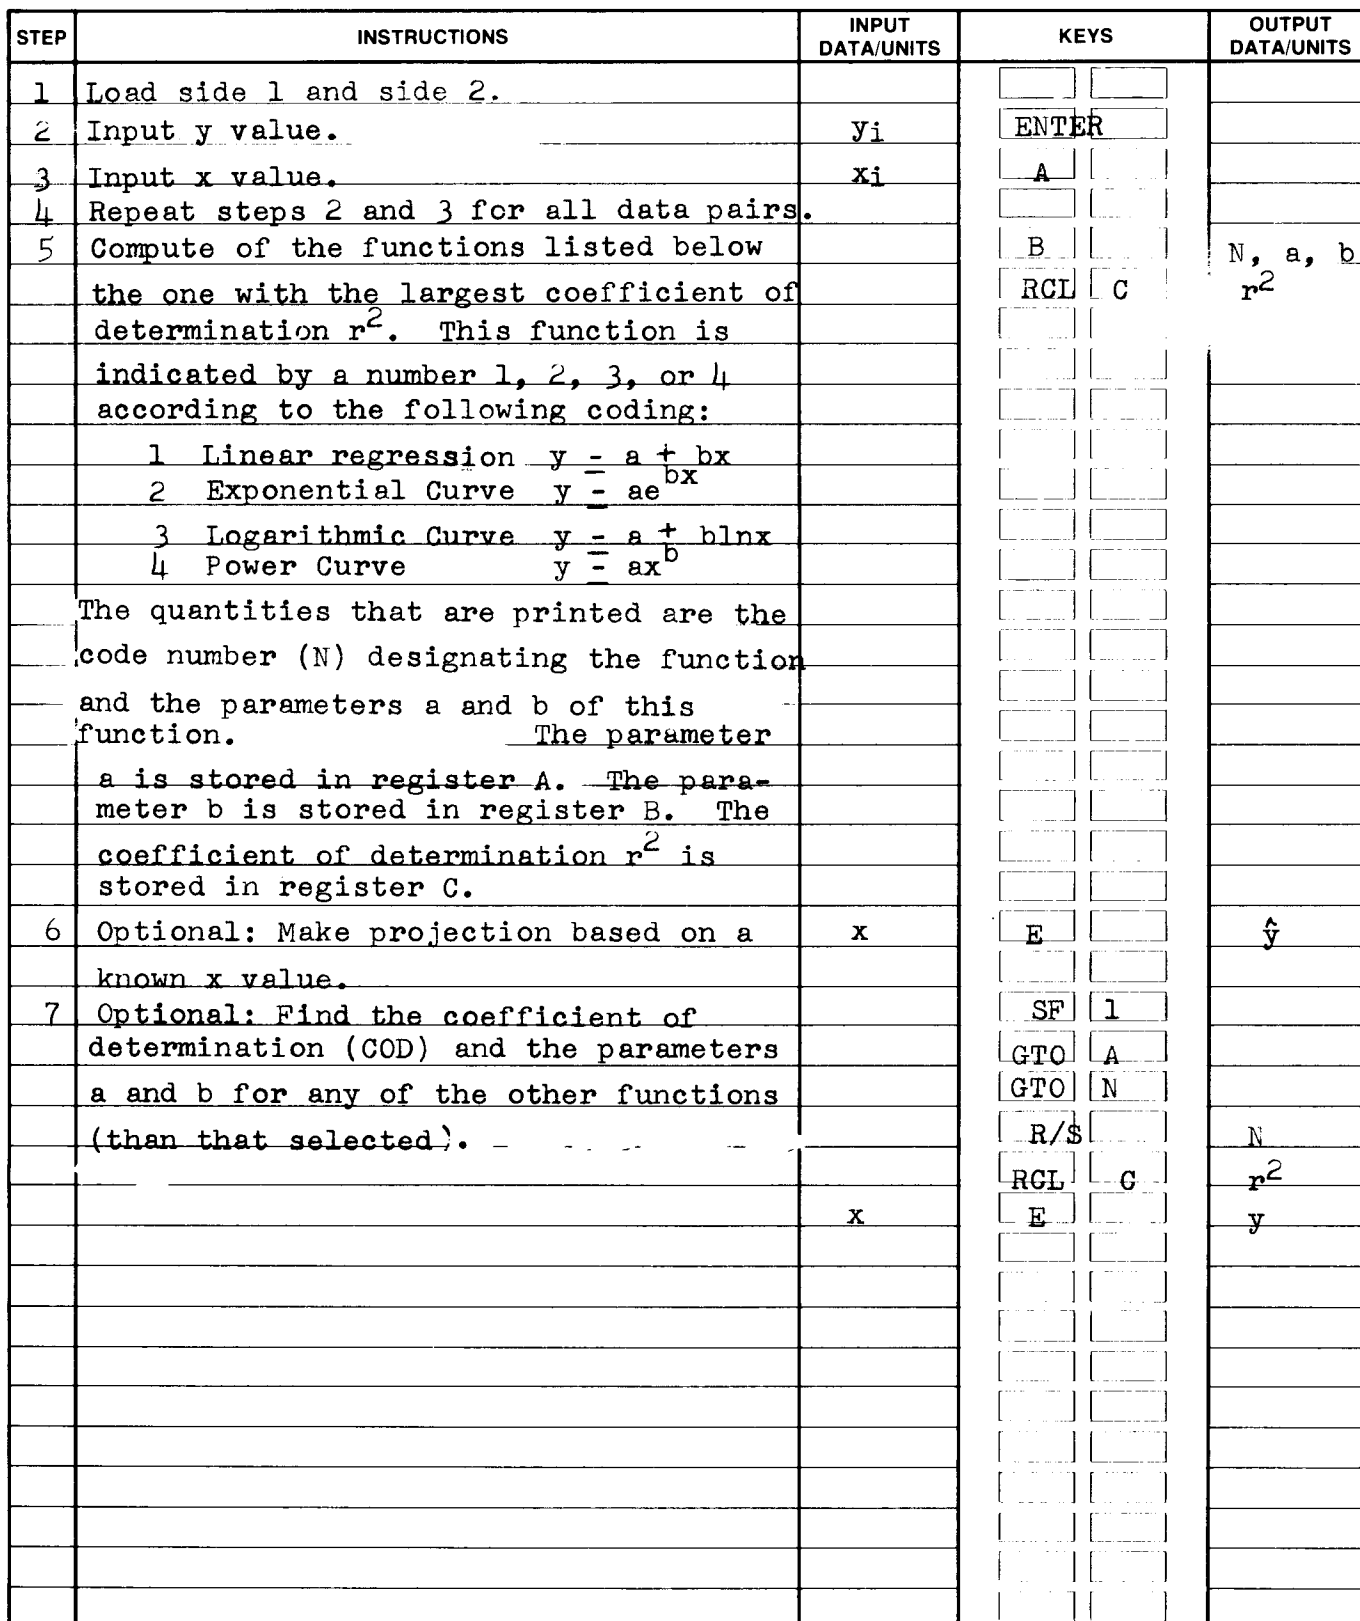 STEP INSTRUCTIONS INPUT DATA/UNITS KEYS OUTPUT DATA/UNITS
1 Load side 1 and side 2.
2 Input y value. yi ENTER
3 Input x value. xi A
4 Repeat steps 2 and 3 for all data pairs.
5 Compute of the functions listed below B N, a, b
the one with the largest coefficient of RCL C r²
determination r². This function is
indicated by a number 1, 2, 3, or 4
according to the following coding:
1 Linear regression y = a + bx
2 Exponential Curve y = ae^bx
3 Logarithmic Curve y = a + blnx
4 Power Curve y = ax^b
The quantities that are printed are the
code number (N) designating the function
and the parameters a and b of this
function. The parameter
a is stored in register A. The para-
meter b is stored in register B. The
coefficient of determination r² is
stored in register C.
6 Optional: Make projection based on a x E ŷ
known x value.
7 Optional: Find the coefficient of SF 1
determination (COD) and the parameters GTO A
a and b for any of the other functions GTO N
(than that selected). R/S N
RCL C r²
x E y